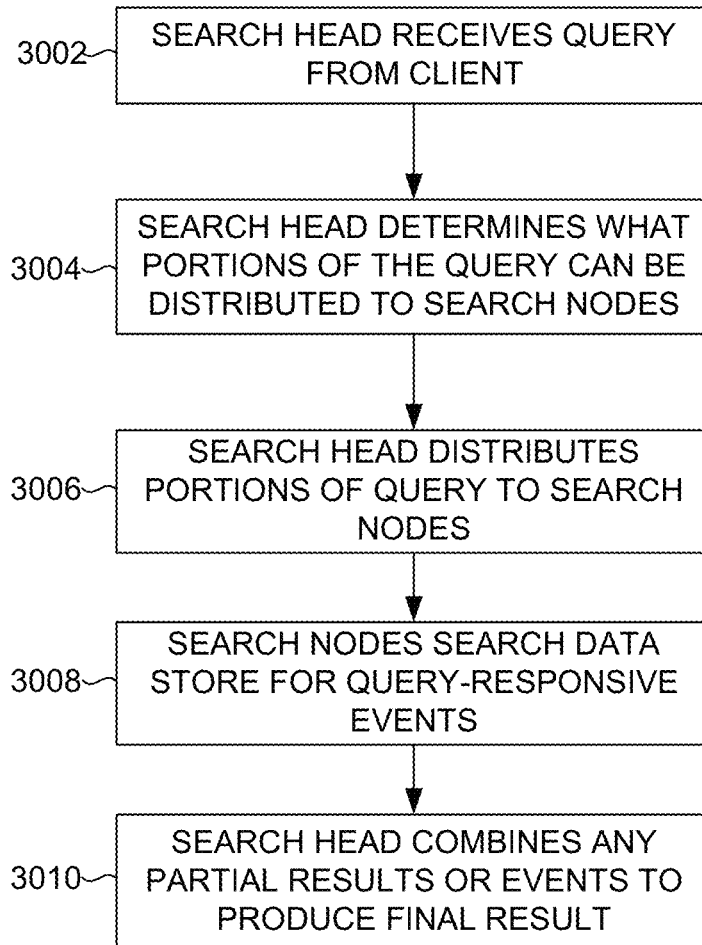 3002
SEARCH HEAD RECEIVES QUERY
FROM CLIENT
3004
SEARCH HEAD DETERMINES WHAT
PORTIONS OF THE QUERY CAN BE
DISTRIBUTED TO SEARCH NODES
3006
SEARCH HEAD DISTRIBUTES
PORTIONS OF QUERY TO SEARCH
NODES
3008
SEARCH NODES SEARCH DATA
STORE FOR QUERY-RESPONSIVE
EVENTS
3010
SEARCH HEAD COMBINES ANY
PARTIAL RESULTS OR EVENTS TO
PRODUCE FINAL RESULT